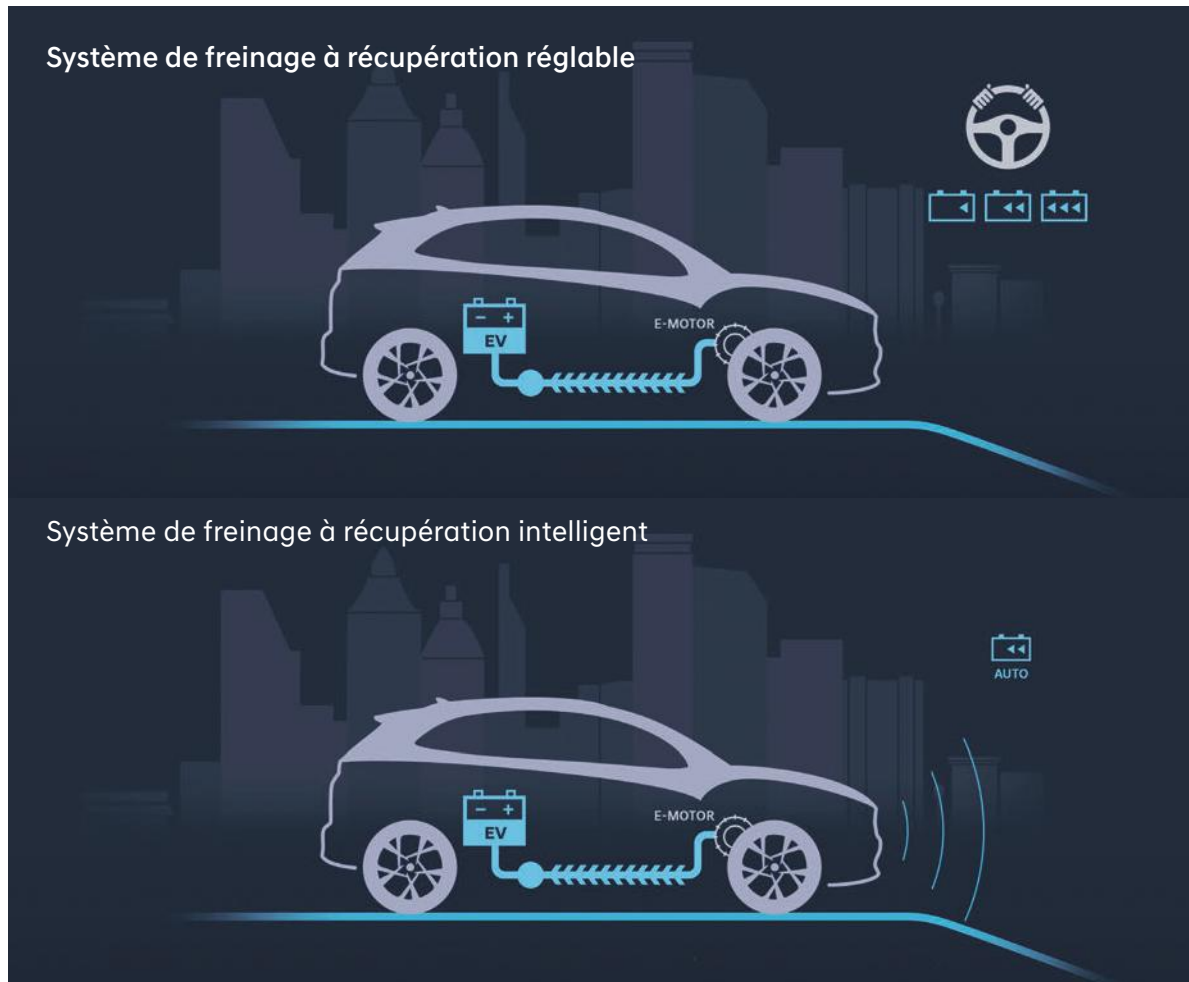 Système de freinage à récupération réglable
E-MOTOR
- +
EV
Système de freinage à récupération intelligent
AUTO
E-MOTOR
- +
EV